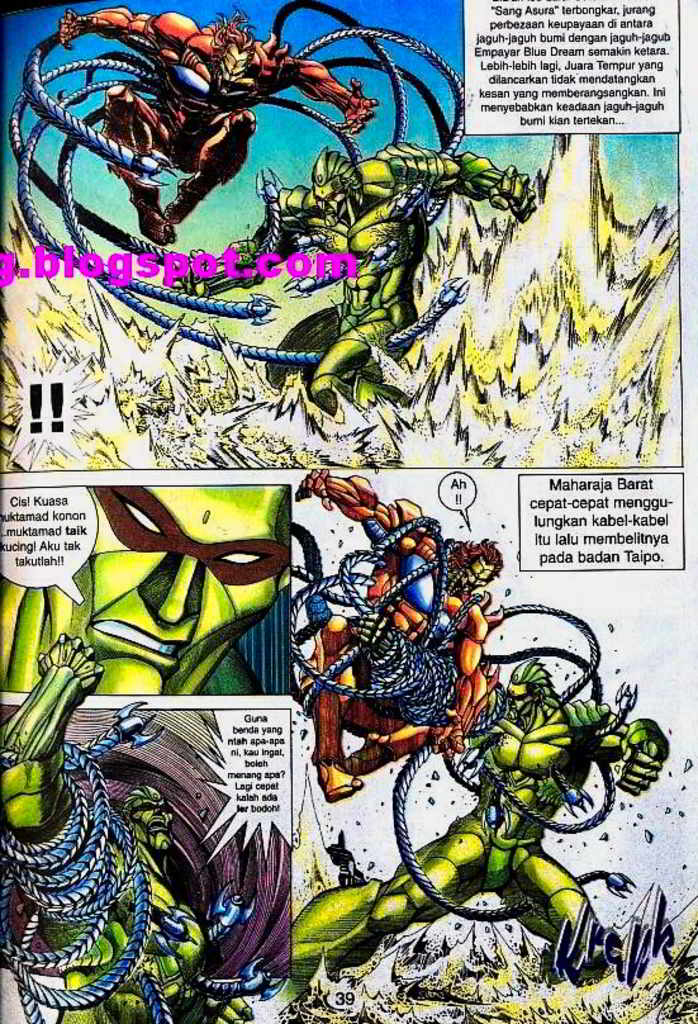 "Sang Asura" terbongkar, jurang
perbezaan keupayaan di antara
jaguh-jaguh bumi dengan jaguh-jaguh
Empayar Blue Dream semakin ketara.
Lebih-lebih lagi, Juara Tempur yang
dilancarkan tidak mendatangkan
kesan yang memberangsangkan. Ini
menyebabkan keadaan jaguh-jaguh
bumi kian tertekan...
g.blogspot.com
!!
Cis! Kuasa
muktamad konon
...muktamad taik
kucing! Aku tak
takutlah!!
Ah
!!
Maharaja Barat
cepat-cepat menggu-
lungkan kabel-kabel
itu lalu membelitnya
pada badan Taipo.
Guna
benda yang
ntah apa-apa
ni, kau ingat,
boleh
menang apa?
Lagi cepat
kalah ada
ler bodoh!
Kraakk
39